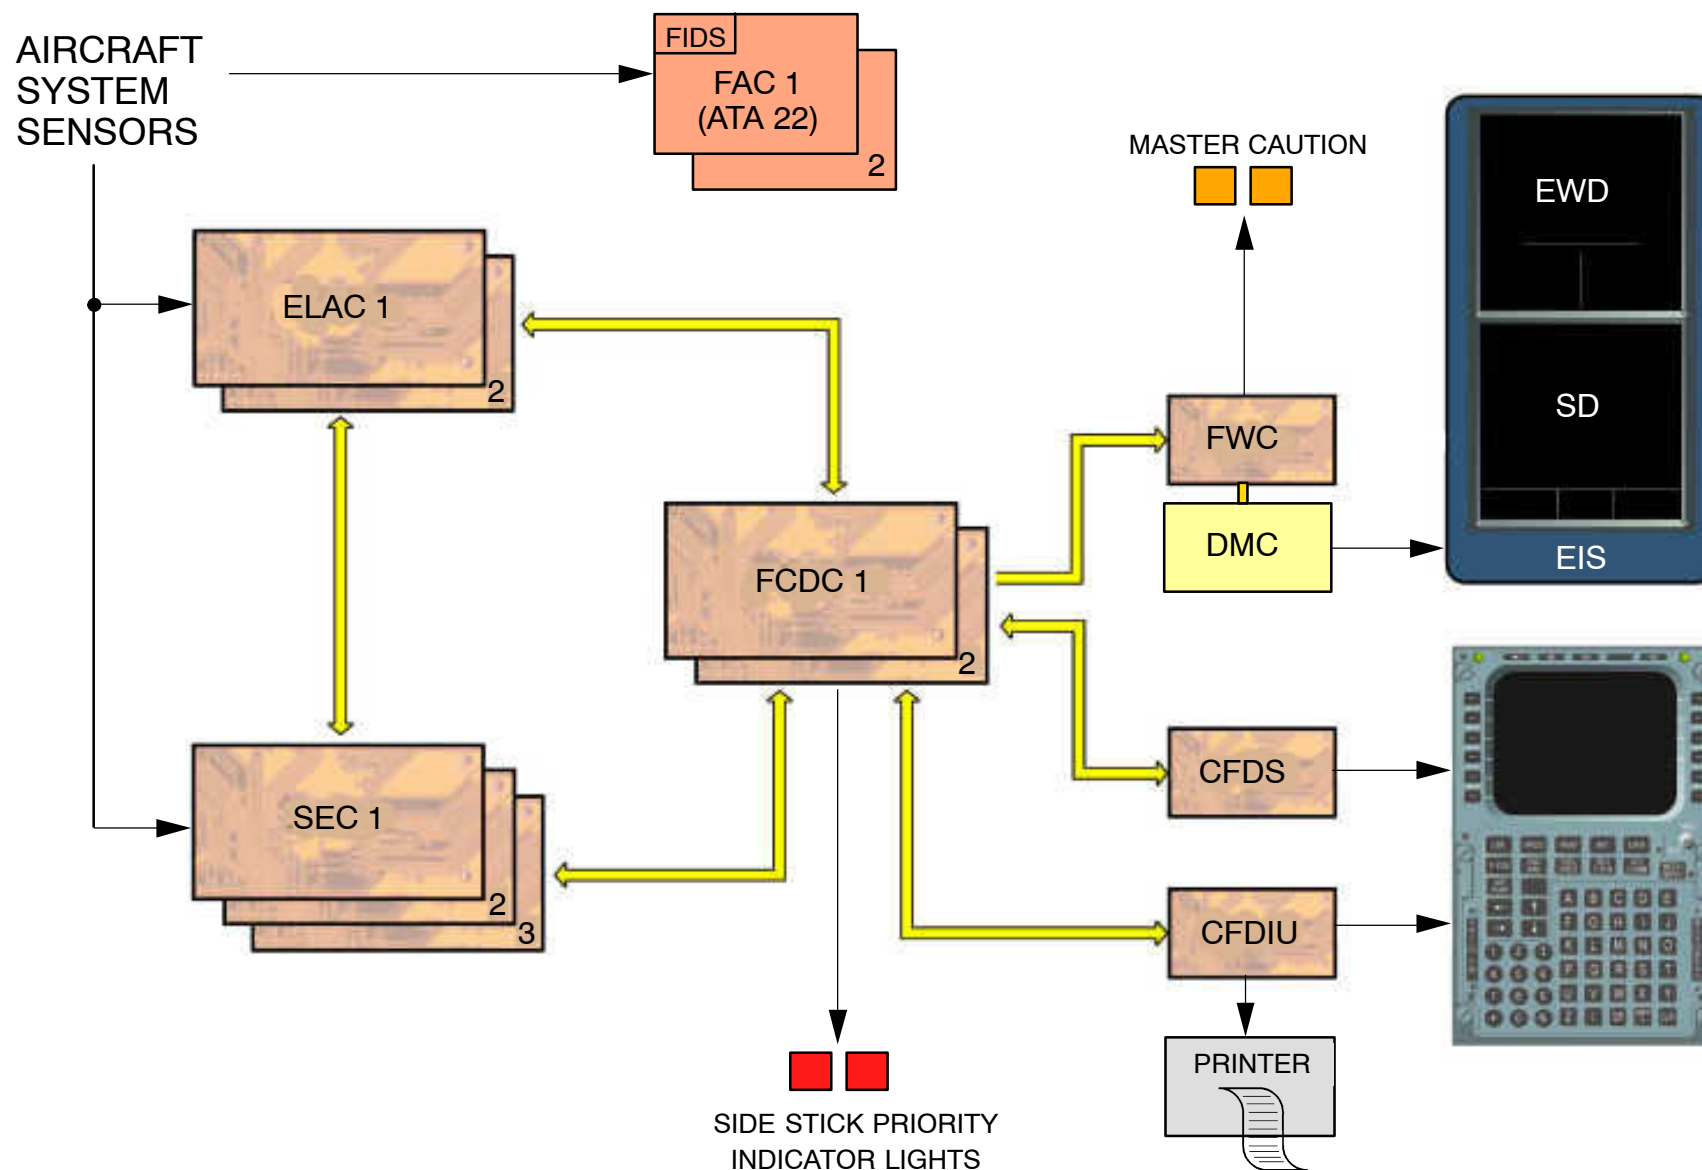 AIRCRAFT
SYSTEM
SENSORS
FIDS
FAC 1
(ATA 22)
2
MASTER CAUTION
EWD
SD
EIS
ELAC 1
2
FWC
DMC
FCDC 1
2
SEC 1
2
3
CFDS
CFDIU
PRINTER
SIDE STICK PRIORITY
INDICATOR LIGHTS